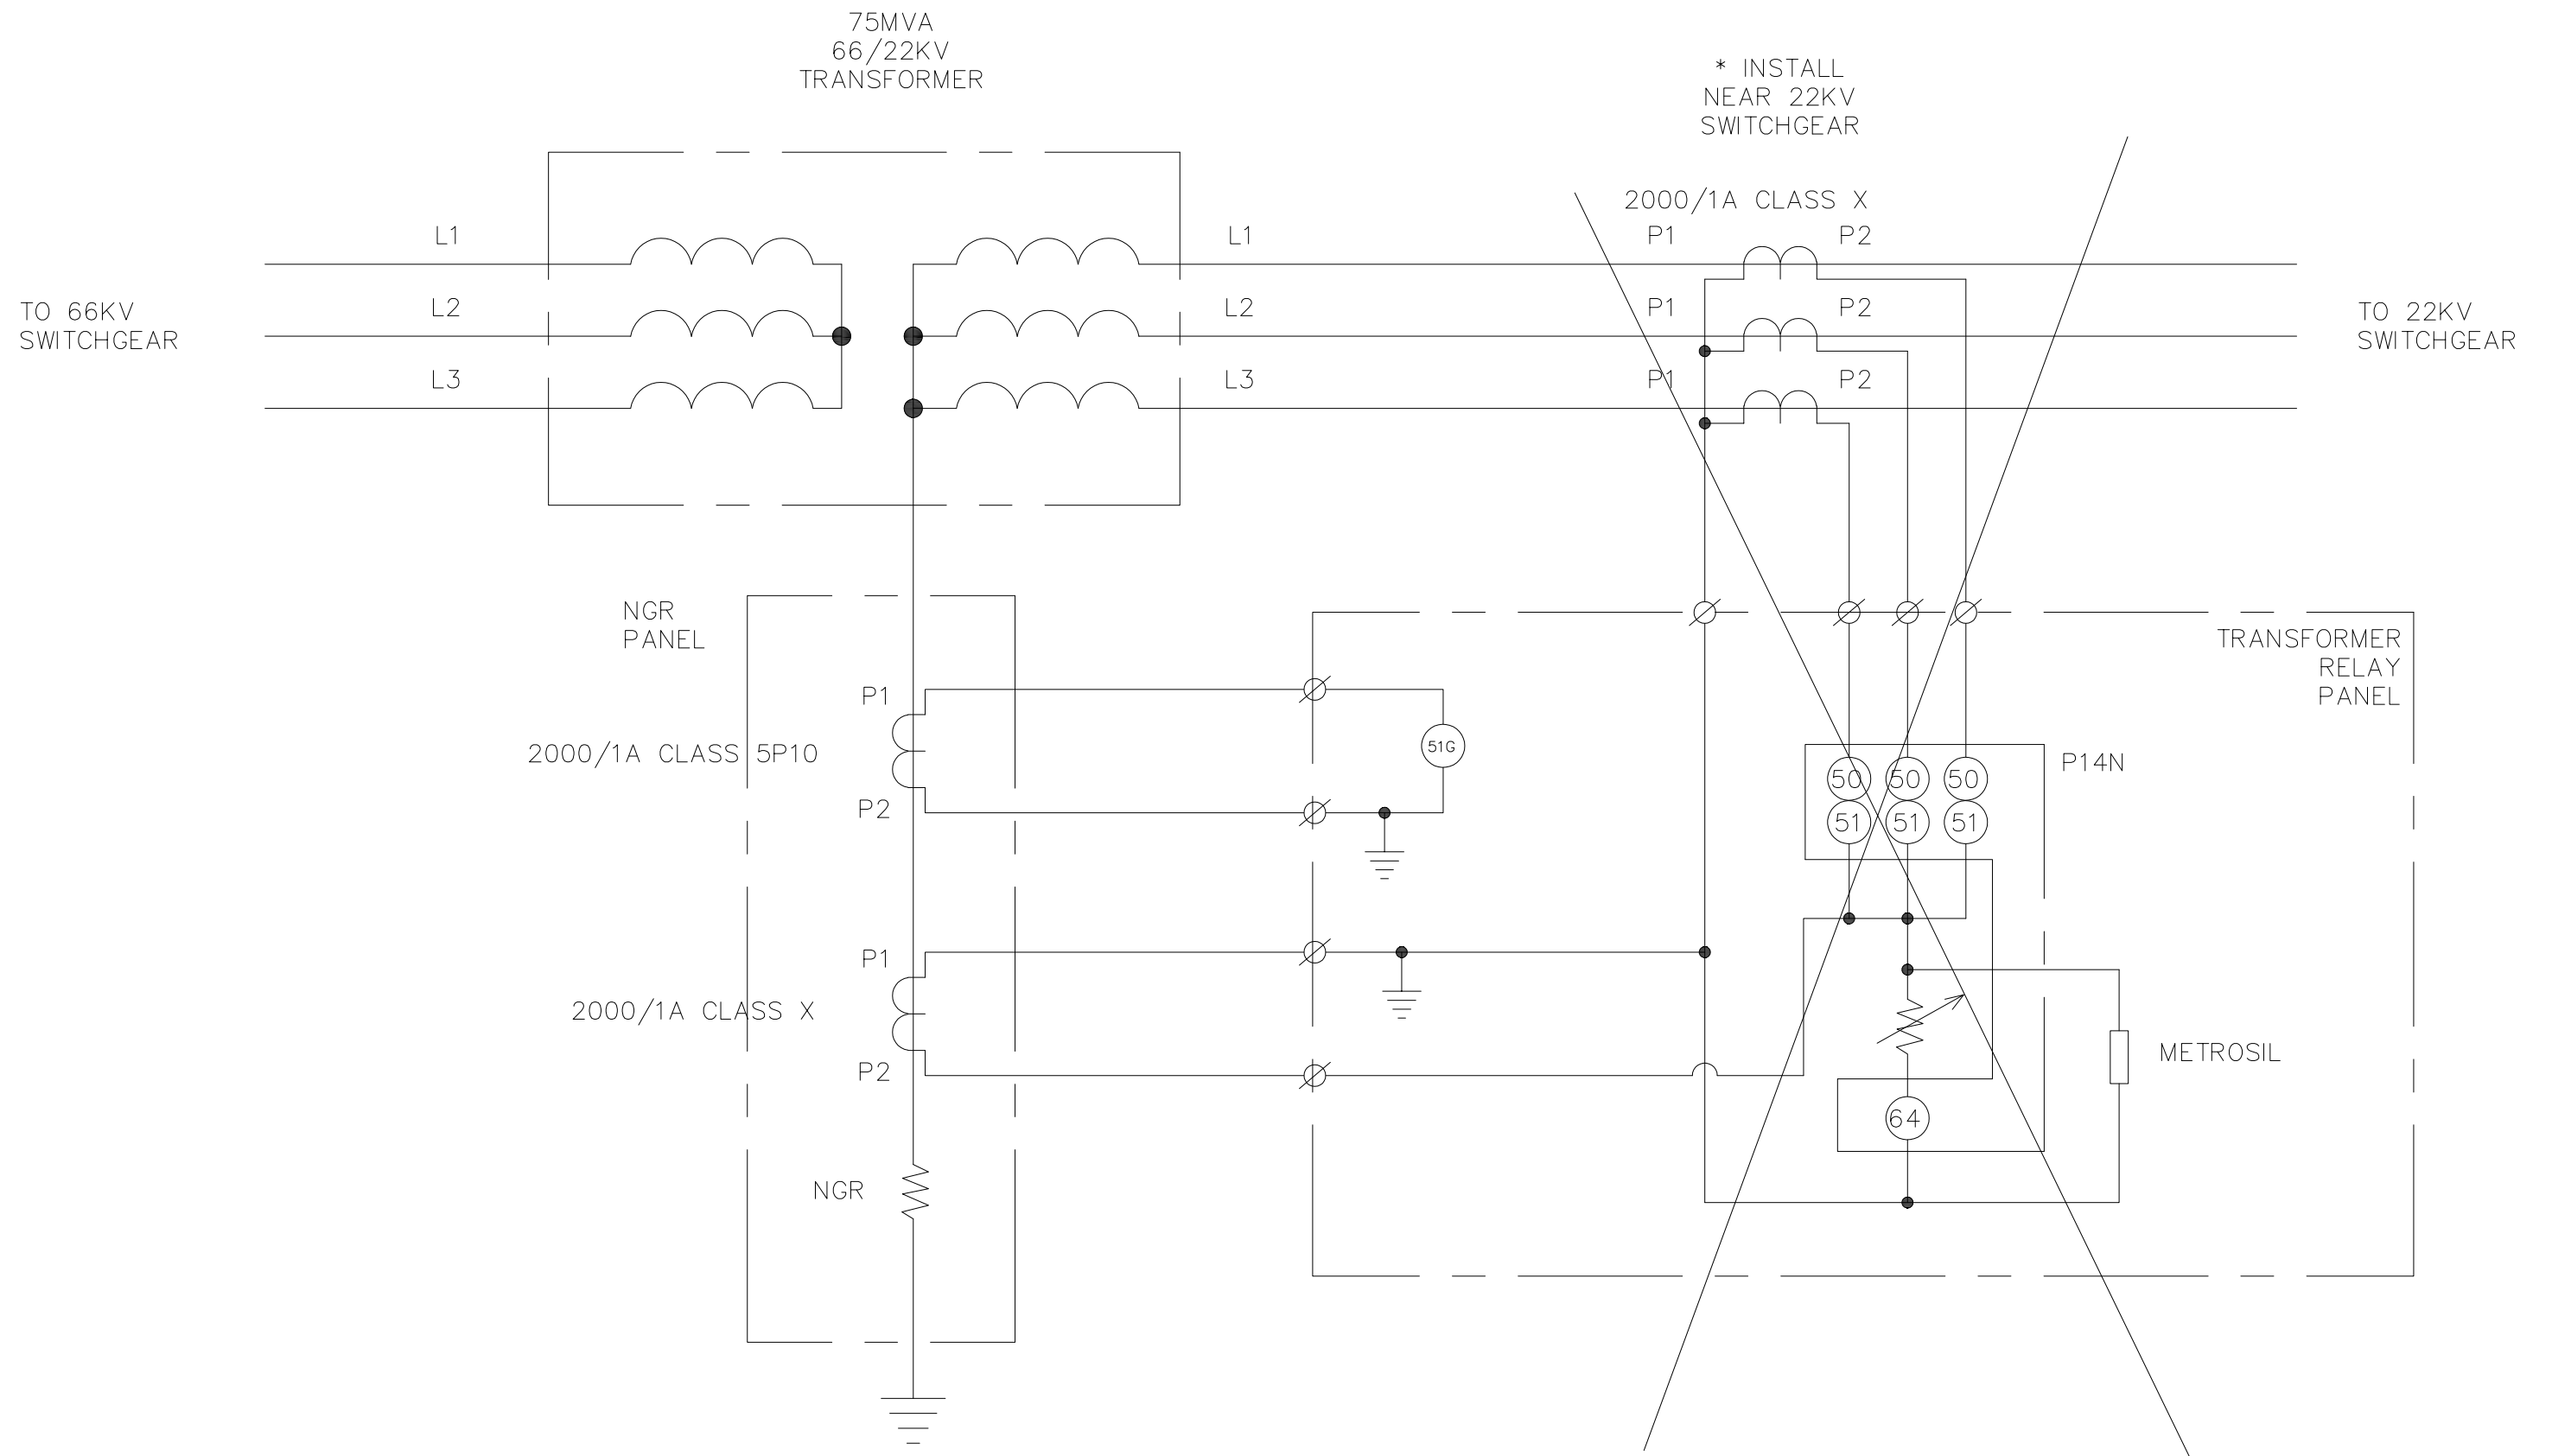 75MVA
66/22KV
TRANSFORMER
* INSTALL
NEAR 22KV
SWITCHGEAR
2000/1A CLASS X
L1
L1
P1
P2
L2
L2
P1
P2
TO 66KV
SWITCHGEAR
TO 22KV
SWITCHGEAR
L3
L3
P1
P2
NGR
PANEL
TRANSFORMER
RELAY
PANEL
P1
2000/1A CLASS 5P10
51G
P14N
50
50
50
P2
51
51
51
P1
2000/1A CLASS X
METROSIL
P2
64
NGR